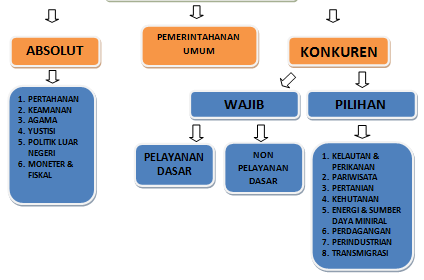 ABSOLUT
PEMERINTAHANAN
UMUM
KONKUREN
1. PERTAHANAN
2. KEAMANAN
3. AGAMA
4. YUSTISI
5. POLITIK LUAR
NEGERI
6. MONETER &
FISKAL
WAJIB
PILIHAN
PELAYANAN
DASAR
NON
PELAYANAN
DASAR
1. KELAUTAN &
PERIKANAN
2. PARIWISATA
3. PERTANIAN
4. KEHUTANAN
5. ENERGI & SUMBER
DAYA MINIRAL
6. PERDAGANGAN
7. PERINDUSTRIAN
8. TRANSMIGRASI